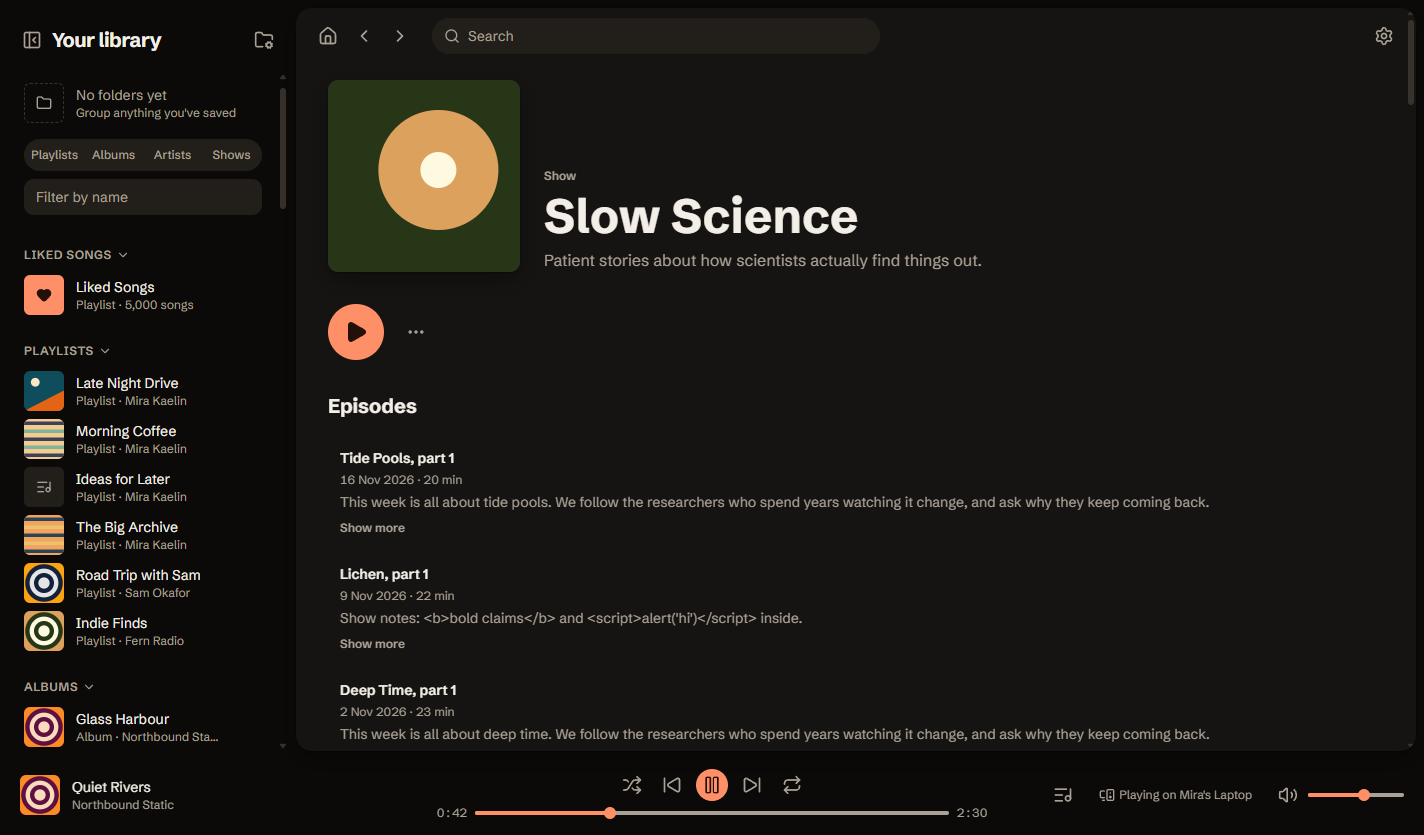 Your library
No folders yet
Group anything you've saved
Playlists Albums Artists Shows
Filter by name
LIKED SONGS
Liked Songs
Playlist · 5,000 songs
PLAYLISTS
Late Night Drive
Playlist · Mira Kaelin
Morning Coffee
Playlist · Mira Kaelin
Ideas for Later
Playlist · Mira Kaelin
The Big Archive
Playlist · Mira Kaelin
Road Trip with Sam
Playlist · Sam Okafor
Indie Finds
Playlist · Fern Radio
ALBUMS
Glass Harbour
Album · Northbound Sta...
Search
Show
Slow Science
Patient stories about how scientists actually find things out.
Episodes
Tide Pools, part 1
16 Nov 2026 · 20 min
This week is all about tide pools. We follow the researchers who spend years watching it change, and ask why they keep coming back.
Show more
Lichen, part 1
9 Nov 2026 · 22 min
Show notes: <b>bold claims</b> and <script>alert('hi')</script> inside.
Show more
Deep Time, part 1
2 Nov 2026 · 23 min
This week is all about deep time. We follow the researchers who spend years watching it change, and ask why they keep coming back.
Quiet Rivers
Northbound Static
0:42
2:30
Playing on Mira's Laptop